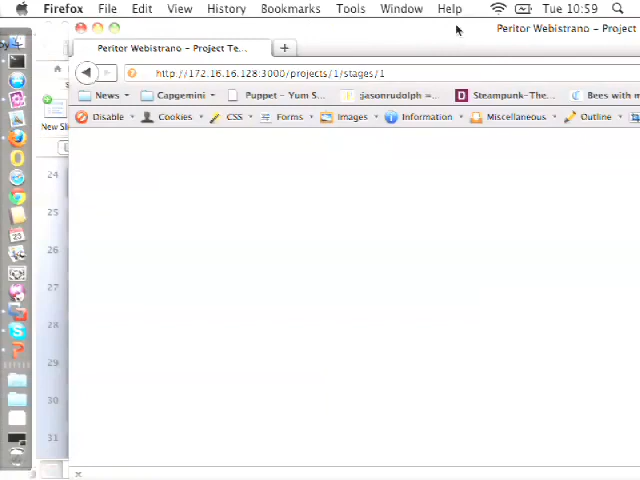 Firefox File Edit View History Bookmarks Tools Window Help Tue 10:59
Peritor Webistrano – Project
Peritor Webistrano – Project Te...
http://172.16.16.128:3000/projects/1/stages/1
News Capgemini Puppet – Yum S... jasonrudolph =... Steampunk–The... Bees with m
New Sl
Disable Cookies CSS Forms Images Information Miscellaneous Outline
24
25
26
27
28
29
30
31